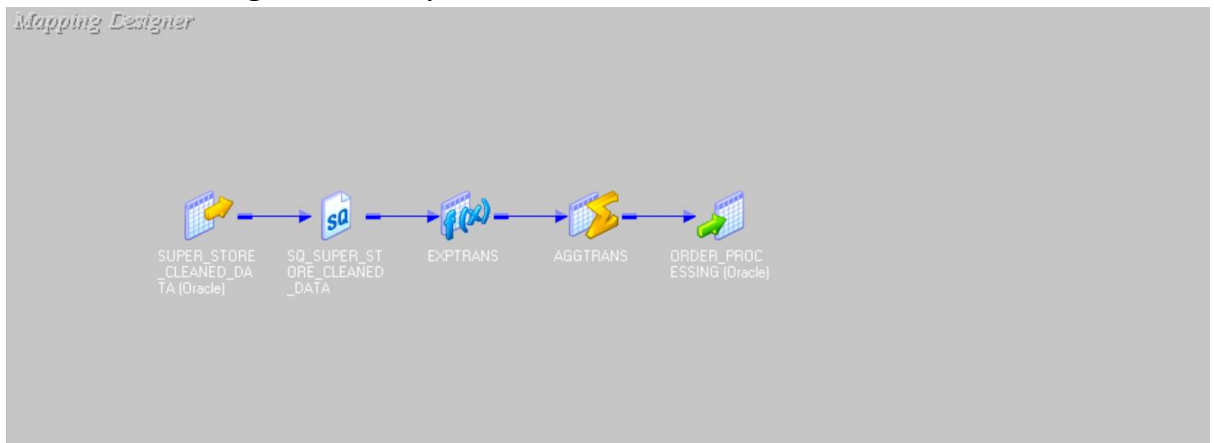 Mapping Designer
SUPER_STORE
_CLEANED_DA
TA (Oracle)
SQ_SUPER_ST
ORE_CLEANED
_DATA
EXPTRANS
AGGTRANS
ORDER_PROC
ESSING (Oracle)
SQ
f(x)
Σ